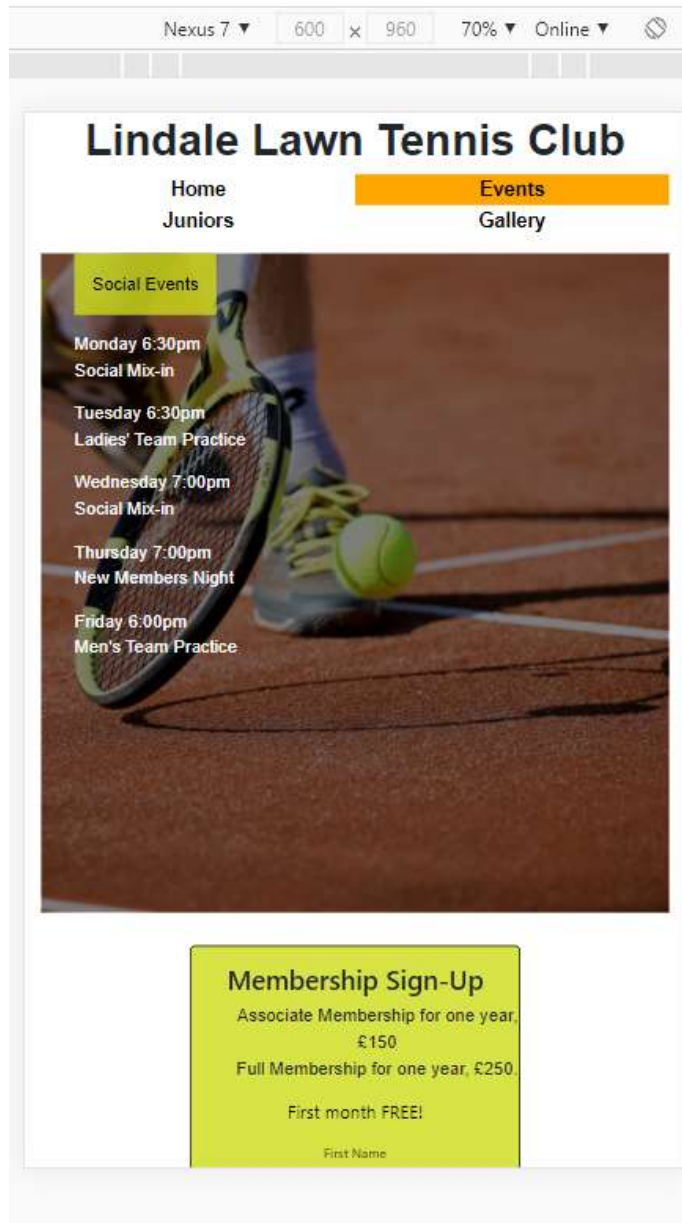 Nexus 7 ▼ 600 × 960 70% ▼ Online ▼
Lindale Lawn Tennis Club
Home Events
Juniors Gallery
Social Events
Monday 6:30pm
Social Mix-in
Tuesday 6:30pm
Ladies' Team Practice
Wednesday 7:00pm
Social Mix-in
Thursday 7:00pm
New Members Night
Friday 6:00pm
Men's Team Practice
Membership Sign-Up
Associate Membership for one year,
£150
Full Membership for one year, £250.
First month FREE!
First Name